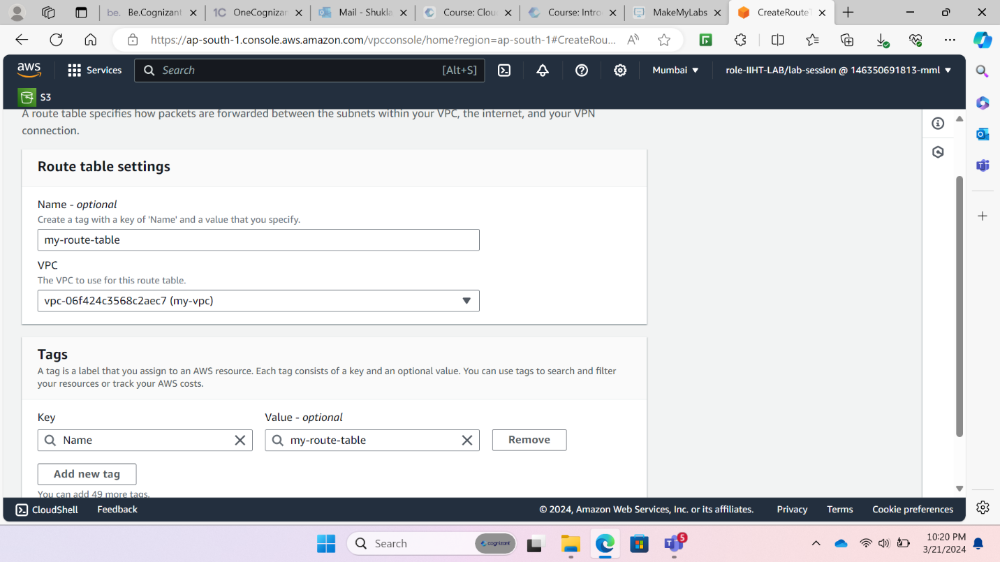 be. Be.Cognizant
1C OneCognizan
Mail - Shukla
Course: Clou
Course: Intro
MakeMyLabs
CreateRouteT
https://ap-south-1.console.aws.amazon.com/vpcconsole/home?region=ap-south-1#CreateRou...
aws
Services
Search [Alt+S]
Mumbai
role-IIHT-LAB/lab-session @ 146350691813-mml
S3
A route table specifies how packets are forwarded between the subnets within your VPC, the internet, and your VPN
connection.
Route table settings
Name - optional
Create a tag with a key of 'Name' and a value that you specify.
my-route-table
VPC
The VPC to use for this route table.
vpc-06f424c3568c2aec7 (my-vpc)
Tags
A tag is a label that you assign to an AWS resource. Each tag consists of a key and an optional value. You can use tags to search and filter
your resources or track your AWS costs.
Key Value - optional
Name my-route-table Remove
Add new tag
You can add 49 more tags.
CloudShell Feedback © 2024, Amazon Web Services, Inc. or its affiliates. Privacy Terms Cookie preferences
Search cognizant 5
10:20 PM
3/21/2024